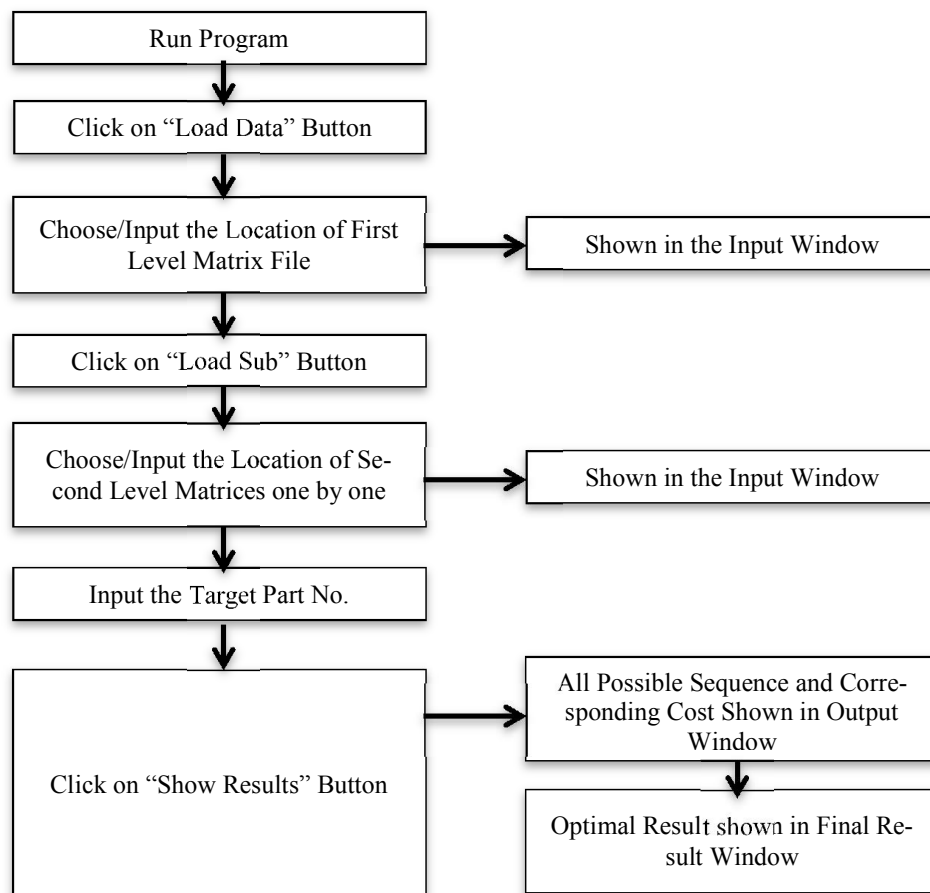 Run Program
Click on “Load Data” Button
Choose/Input the Location of First
Level Matrix File
Shown in the Input Window
Click on “Load Sub” Button
Choose/Input the Location of Se-
cond Level Matrices one by one
Shown in the Input Window
Input the Target Part No.
Click on “Show Results” Button
All Possible Sequence and Corre-
sponding Cost Shown in Output
Window
Optimal Result shown in Final Re-
sult Window